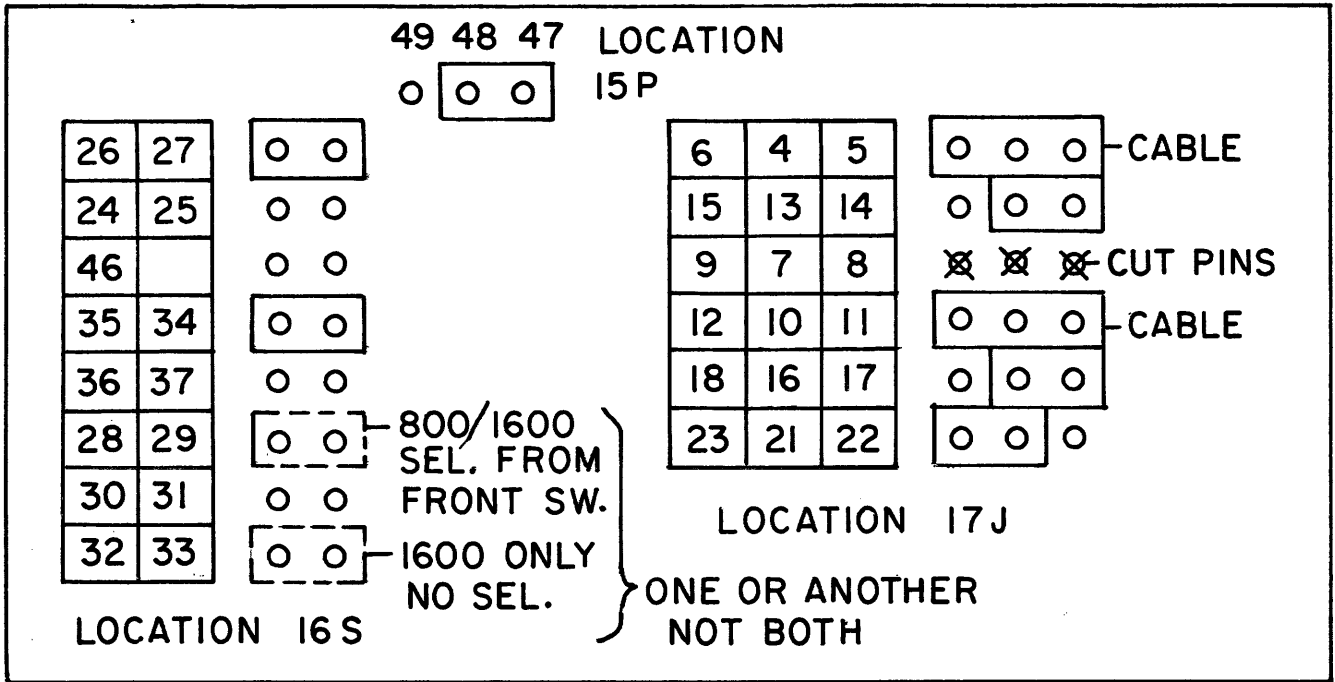 49 48 47 LOCATION
15P
26 27
24 25
46
35 34
36 37
28 29
30 31
32 33
800/1600
SEL. FROM
FRONT SW.
1600 ONLY
NO SEL.
ONE OR ANOTHER
NOT BOTH
LOCATION 16S
6 4 5
15 13 14
9 7 8
12 10 11
18 16 17
23 21 22
CABLE
CUT PINS
CABLE
LOCATION 17J